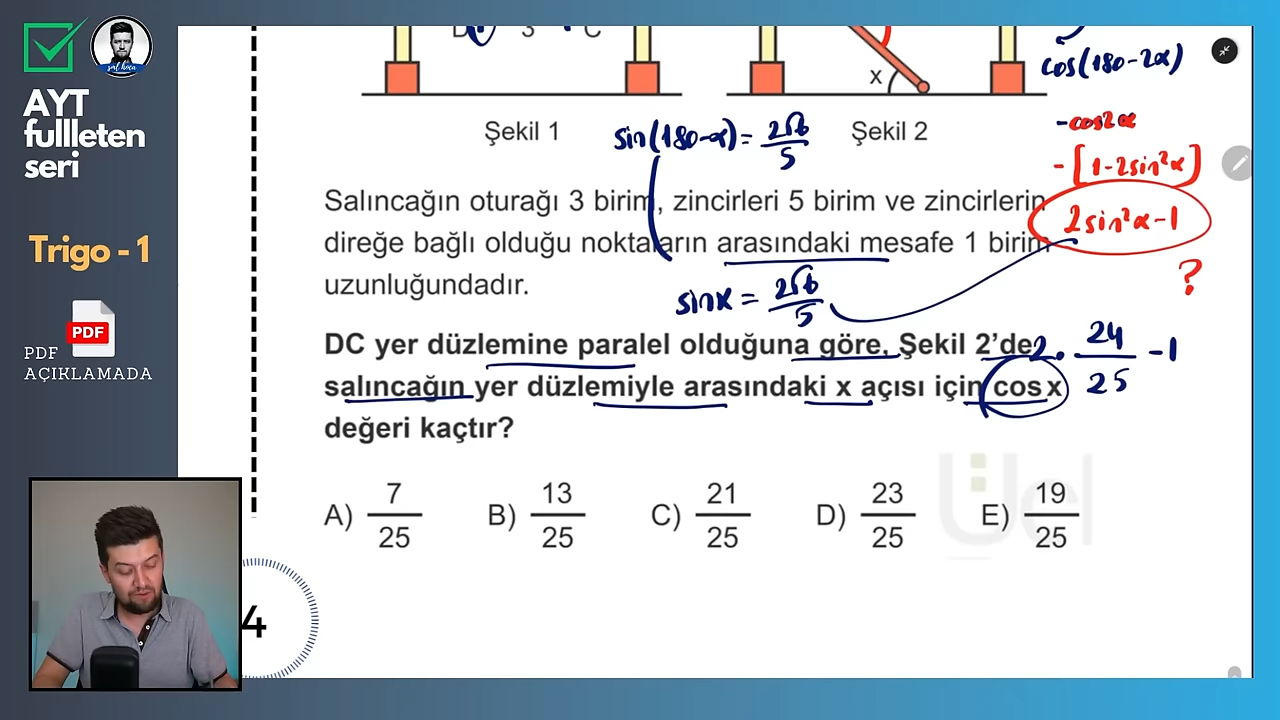 AYT
fullleten
seri
Trigo - 1
PDF
PDF
AÇIKLAMADA
3
C
x
cos(180-2α)
Şekil 1
Şekil 2
sin(180-α) = 2√6/5
-cos2α
-[1-2sin²α]
2sin²α-1
?
Salıncağın oturağı 3 birim, zincirleri 5 birim ve zincirlerin
direğe bağlı olduğu noktaların arasındaki mesafe 1 birim
uzunluğundadır.
sinα = 2√6/5
2. 24/25 -1
DC yer düzlemine paralel olduğuna göre, Şekil 2'de
salıncağın yer düzlemiyle arasındaki x açısı için cos x
değeri kaçtır?
A) 7/25 B) 13/25 C) 21/25 D) 23/25 E) 19/25
Üel
4